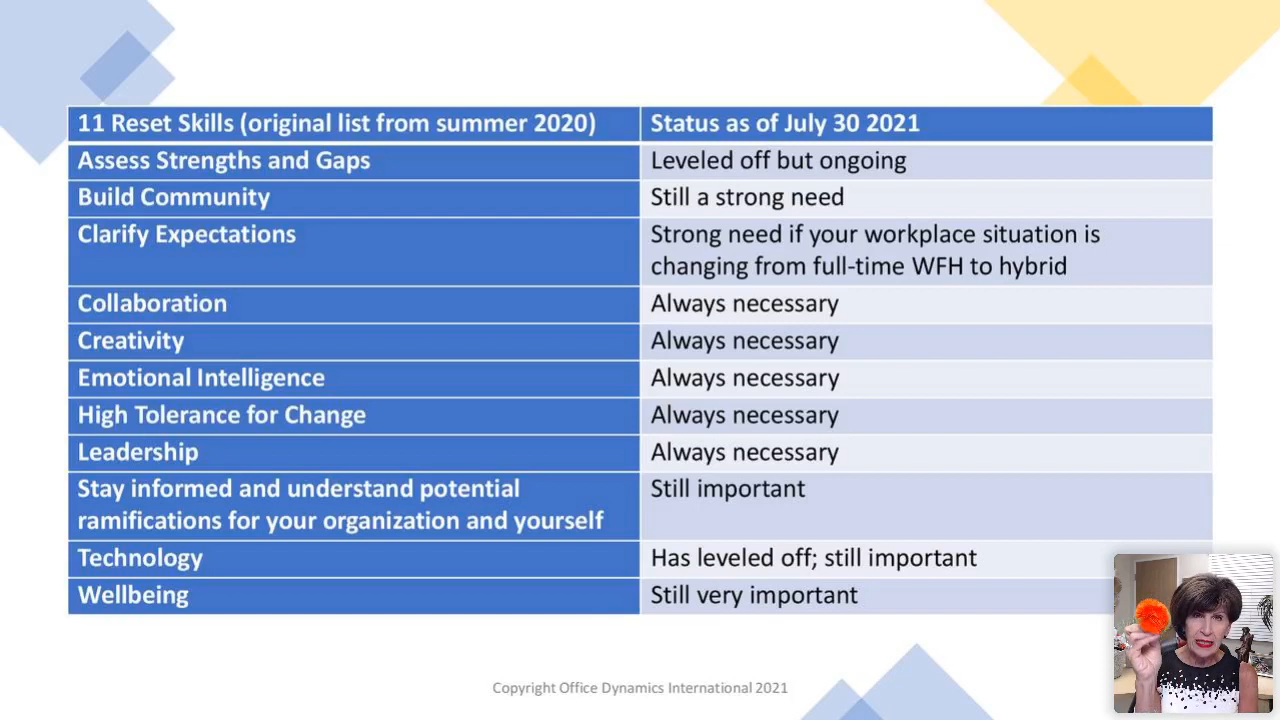 11 Reset Skills (original list from summer 2020)
Status as of July 30 2021
Assess Strengths and Gaps
Leveled off but ongoing
Build Community
Still a strong need
Clarify Expectations
Strong need if your workplace situation is
changing from full-time WFH to hybrid
Collaboration
Always necessary
Creativity
Always necessary
Emotional Intelligence
Always necessary
High Tolerance for Change
Always necessary
Leadership
Always necessary
Stay informed and understand potential
ramifications for your organization and yourself
Still important
Technology
Has leveled off; still important
Wellbeing
Still very important
Copyright Office Dynamics International 2021